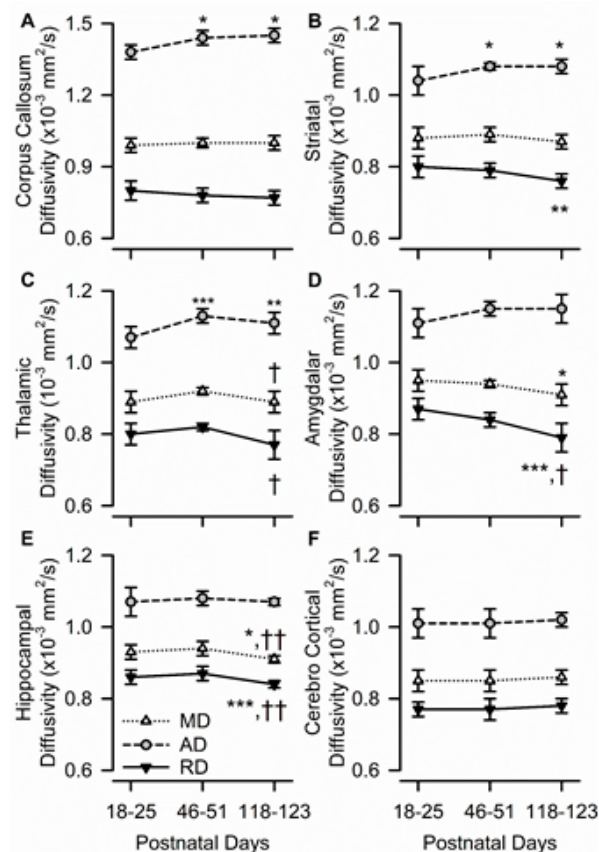 A
Corpus Callosum
Diffusivity (x10⁻³ mm²/s)
1.5
1.2
0.9
0.6
* *
B
Striatal
Diffusivity (x10⁻³ mm²/s)
1.2
1.0
0.8
0.6
* *
**
C
Thalamic
Diffusivity (10⁻³ mm²/s)
1.2
1.0
0.8
0.6
*** **
†
†
D
Amygdalar
Diffusivity (x10⁻³ mm²/s)
1.2
1.0
0.8
0.6
*
***,†
E
Hippocampal
Diffusivity (x10⁻³ mm²/s)
1.2
1.0
0.8
0.6
*,††
***,††
MD
AD
RD
18-25 46-51 118-123
Postnatal Days
F
Cerebro Cortical
Diffusivity (x10⁻³ mm²/s)
1.2
1.0
0.8
0.6
18-25 46-51 118-123
Postnatal Days